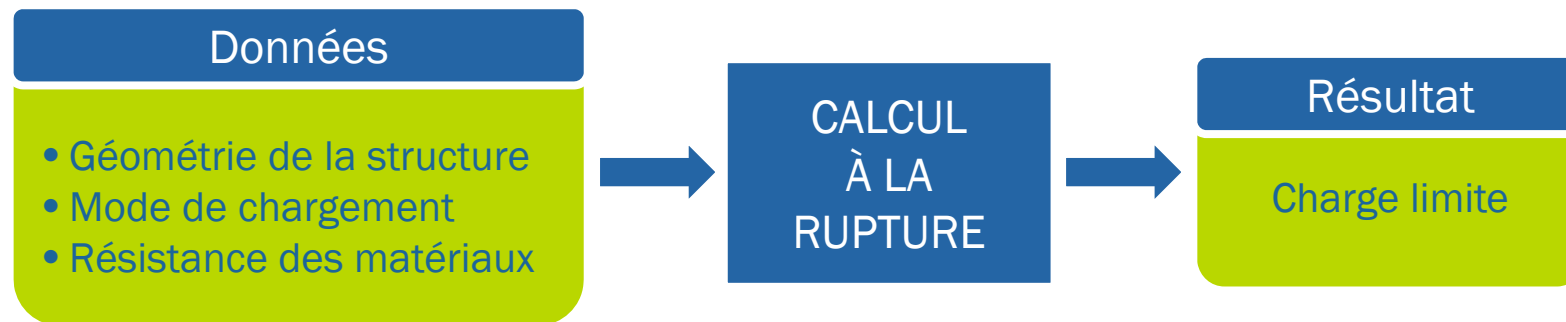 Données
• Géométrie de la structure
• Mode de chargement
• Résistance des matériaux
CALCUL
À LA
RUPTURE
Résultat
Charge limite